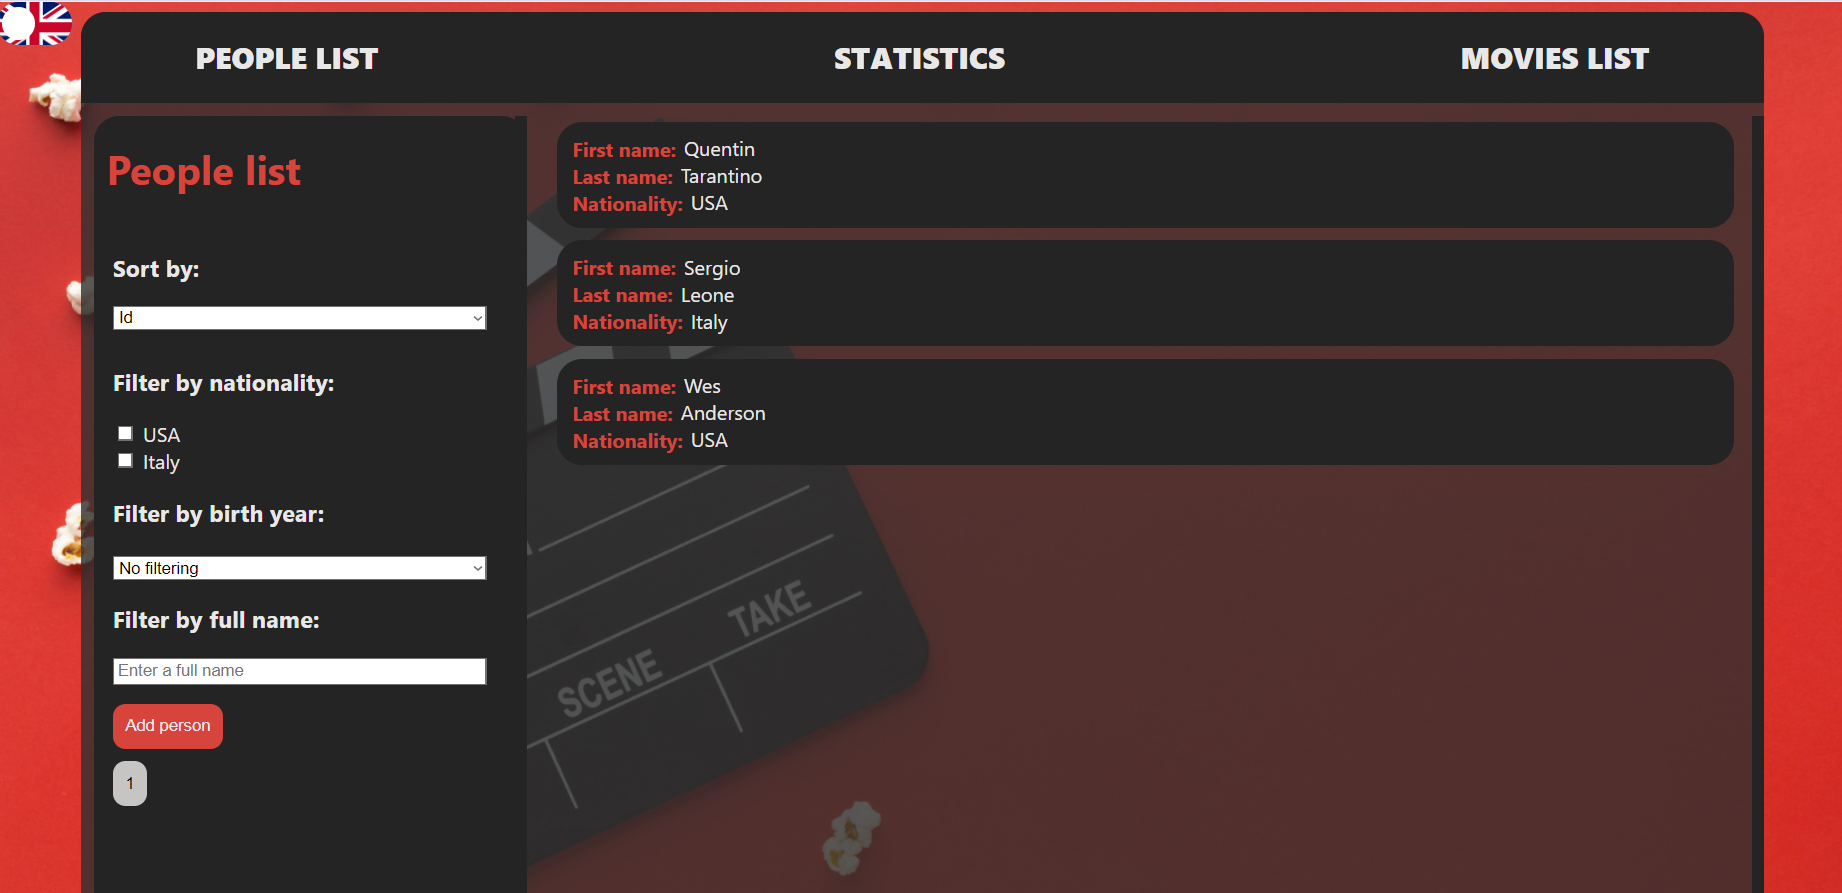 PEOPLE LIST
STATISTICS
MOVIES LIST
People list
Sort by:
Id
Filter by nationality:
USA
Italy
Filter by birth year:
No filtering
Filter by full name:
Enter a full name
Add person
1
First name: Quentin
Last name: Tarantino
Nationality: USA
First name: Sergio
Last name: Leone
Nationality: Italy
First name: Wes
Last name: Anderson
Nationality: USA
SCENE
TAKE